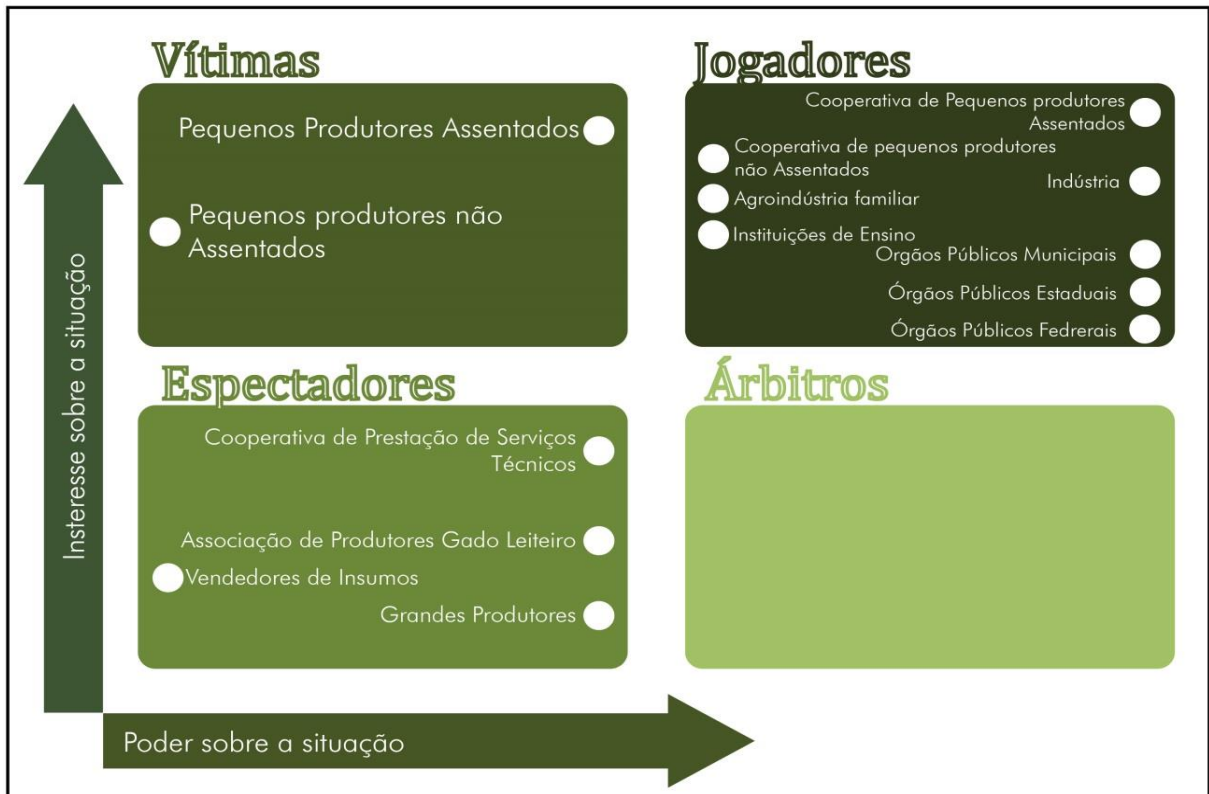 Vítimas
Pequenos Produtores Assentados
Pequenos produtores não
Assentados
Jogadores
Cooperativa de Pequenos produtores
Assentados
Cooperativa de pequenos produtores
não Assentados
Indústria
Agroindústria familiar
Instituições de Ensino
Orgãos Públicos Municipais
Órgãos Públicos Estaduais
Órgãos Públicos Fedrerais
Espectadores
Cooperativa de Prestação de Serviços
Técnicos
Associação de Produtores Gado Leiteiro
Vendedores de Insumos
Grandes Produtores
Árbitros
Insteresse sobre a situação
Poder sobre a situação